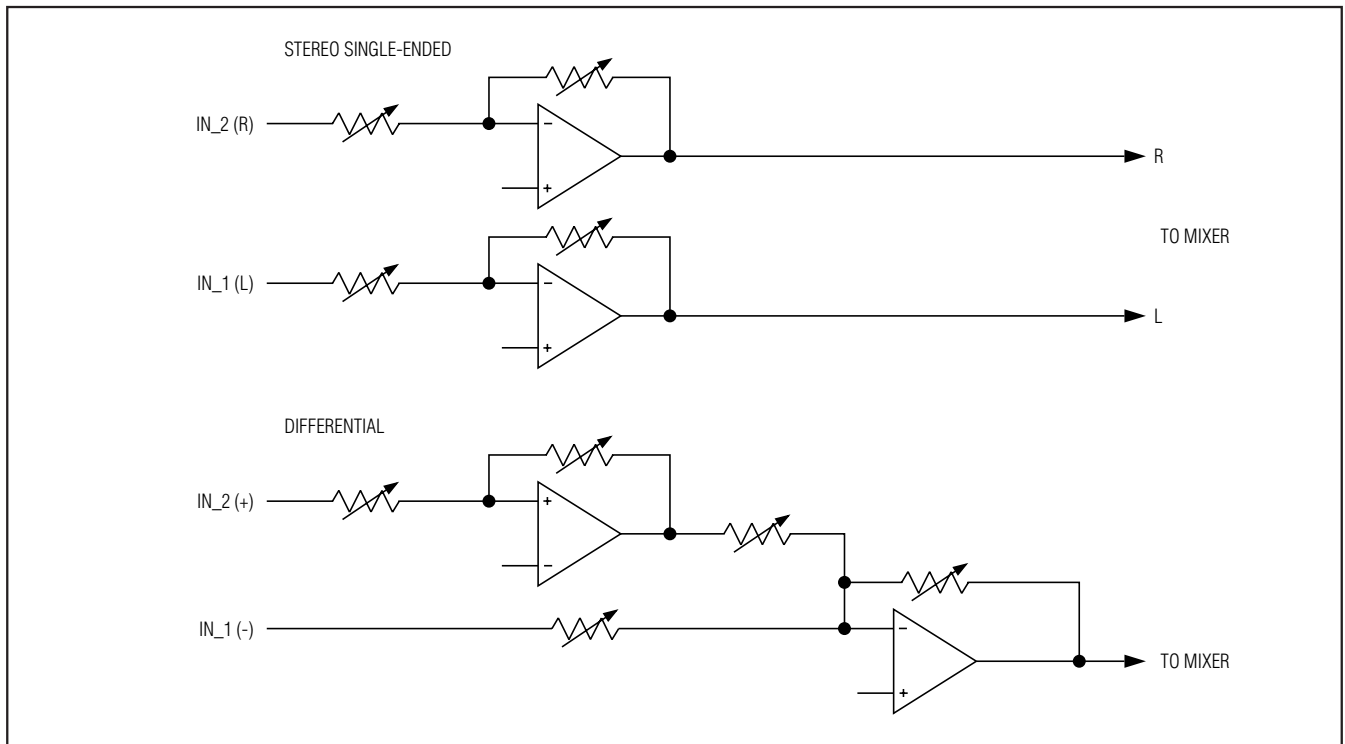 STEREO SINGLE-ENDED
IN_2 (R)
−
+
R
TO MIXER
IN_1 (L)
−
+
L
DIFFERENTIAL
IN_2 (+)
+
−
IN_1 (-)
−
+
TO MIXER